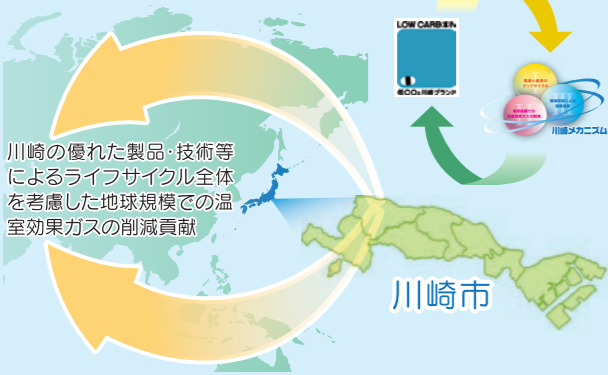 LOW CARBON
低CO2川崎ブランド
川崎メカニズム
川崎の優れた製品・技術等
によるライフサイクル全体
を考慮した地球規模での温
室効果ガスの削減貢献
川崎市